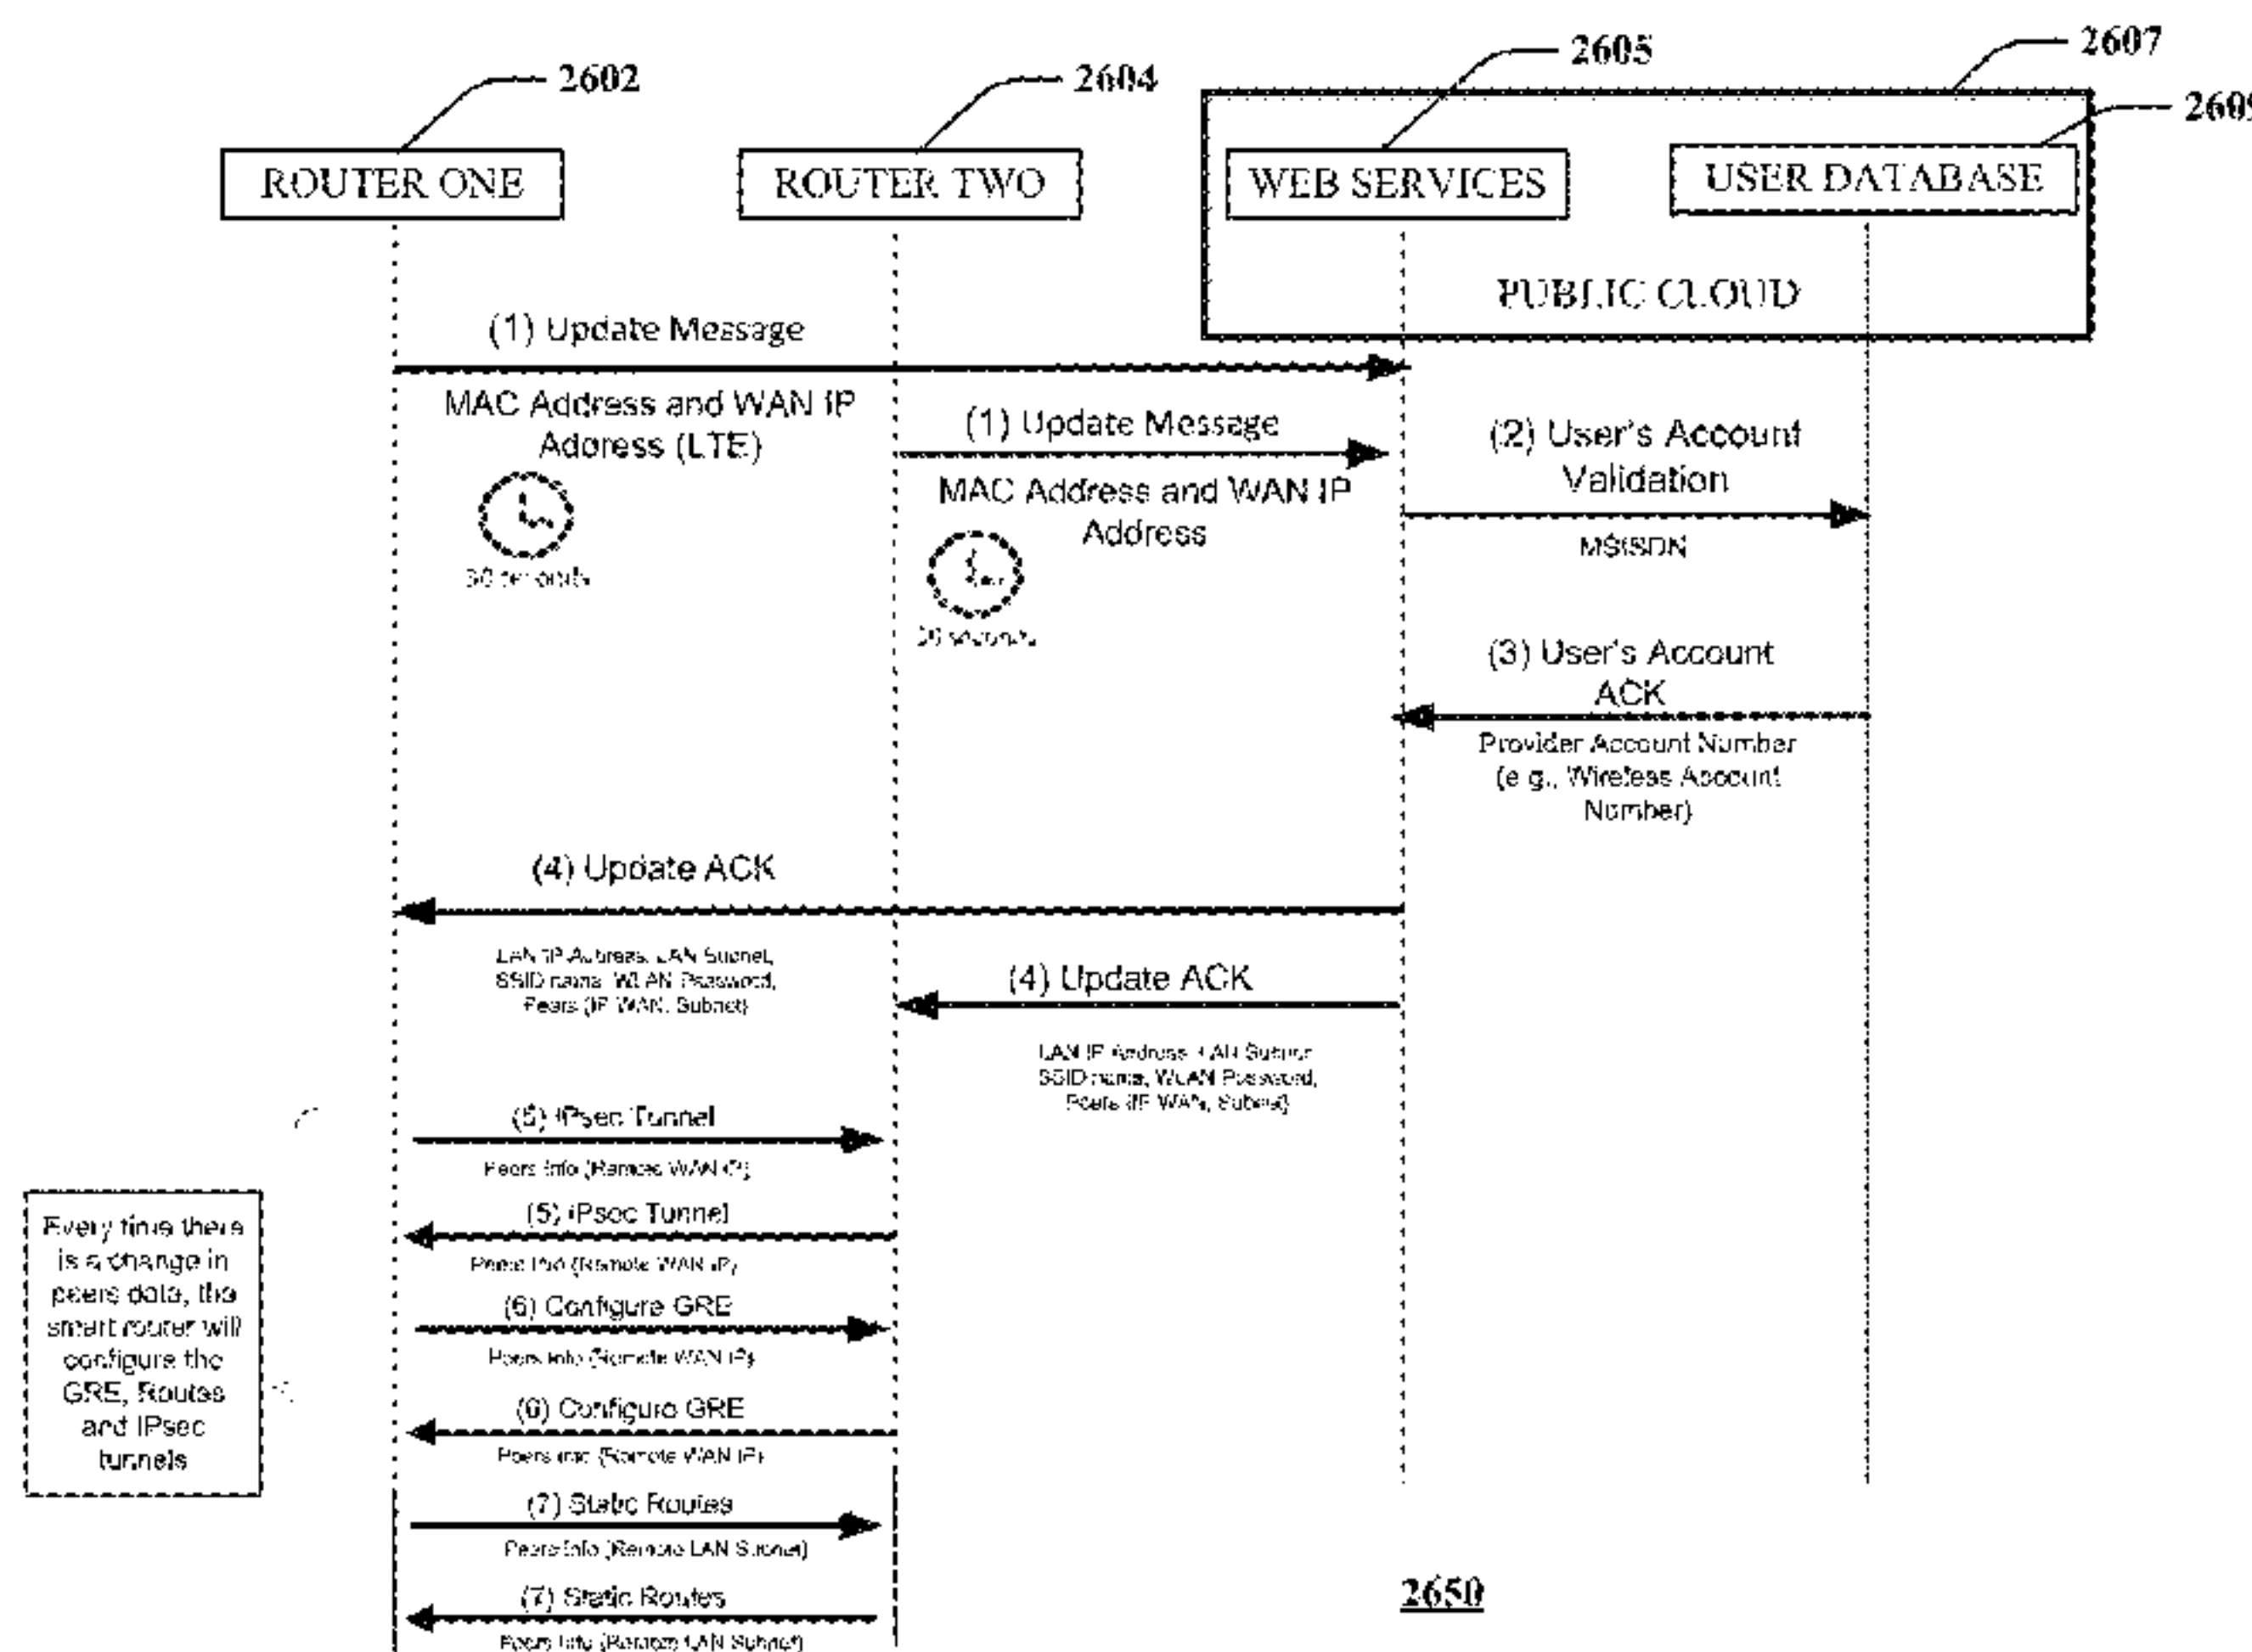 2602
2604
2605
2607
ROUTER ONE
ROUTER TWO
WEB SERVICES
USER DATABASE
PUBLIC CLOUD
(1) Update Message
MAC Address and WAN IP
Address (LTE)
seconds
(1) Update Message
MAC Address and WAN IP
Address
seconds
(2) User's Account
Validation
MSISDN
(3) User's Account
ACK
Provider Account Number
(e.g., Wireless Account
Number)
(4) Update ACK
LAN IP Address, LAN Subnet,
SSID name, WLAN Password,
Peers (IP WAN, Subnet)
(4) Update ACK
LAN IP Address, LAN Subnet,
SSID name, WLAN Password,
Peers (IP WAN, Subnet)
(5) IPsec Tunnel
Peers Info (Remote WAN IP)
(5) IPsec Tunnel
Peers Info (Remote WAN IP)
(6) Configure GRE
Peers Info (Remote WAN IP)
(6) Configure GRE
Peers Info (Remote WAN IP)
(7) Static Routes
Peers Info (Remote LAN Subnet)
(7) Static Routes
Peers Info (Remote LAN Subnet)
Every time there
is a change in
peers data, the
smart router will
configure the
GRE, Routes
and IPsec
tunnels
2650